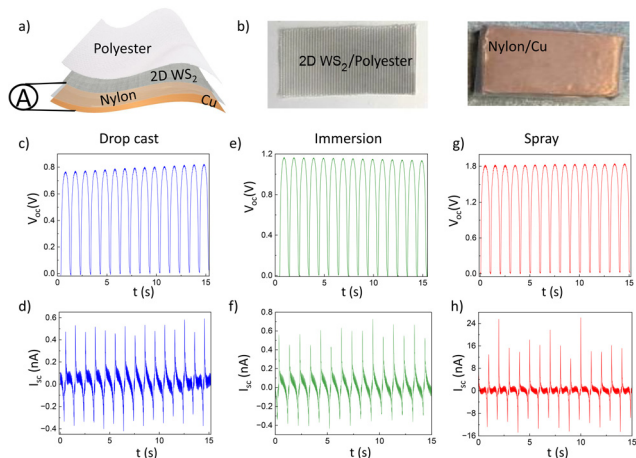 a)
Polyester
2D WS₂
Nylon
Cu
A
b)
2D WS₂/Polyester
Nylon/Cu
Drop cast
Immersion
Spray
c)
Voc(V)
0.8
0.6
0.4
0.2
0.0
0
5
10
15
t (s)
e)
Voc(V)
1.2
0.8
0.4
0.0
0
5
10
15
t (s)
g)
Voc(V)
1.8
1.2
0.6
0.0
0
5
10
15
t (s)
d)
Isc (nA)
0.6
0.4
0.2
0.0
-0.2
-0.4
0
5
10
15
t (s)
f)
Isc (nA)
0.8
0.6
0.4
0.2
0.0
-0.2
-0.4
0
5
10
15
t (s)
h)
Isc (nA)
24
16
8
0
-8
-16
0
5
10
15
t (s)